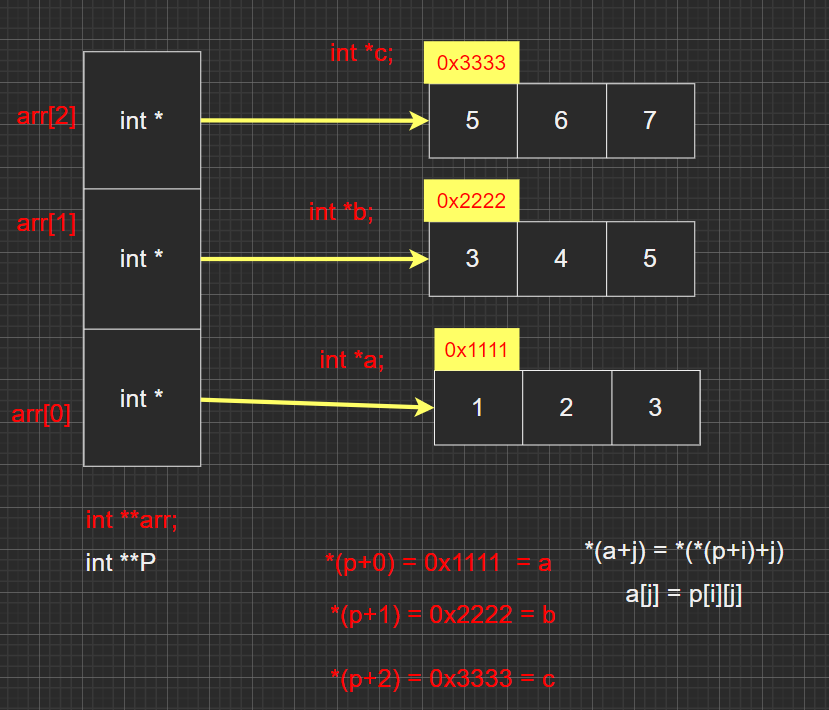 int *c;
0x3333
arr[2]
int *
5 6 7
int *b;
0x2222
arr[1]
int *
3 4 5
int *a;
0x1111
arr[0]
int *
1 2 3
int **arr;
int **P
*(p+0) = 0x1111 = a
*(p+1) = 0x2222 = b
*(p+2) = 0x3333 = c
*(a+j) = *(*(p+i)+j)
a[j] = p[i][j]